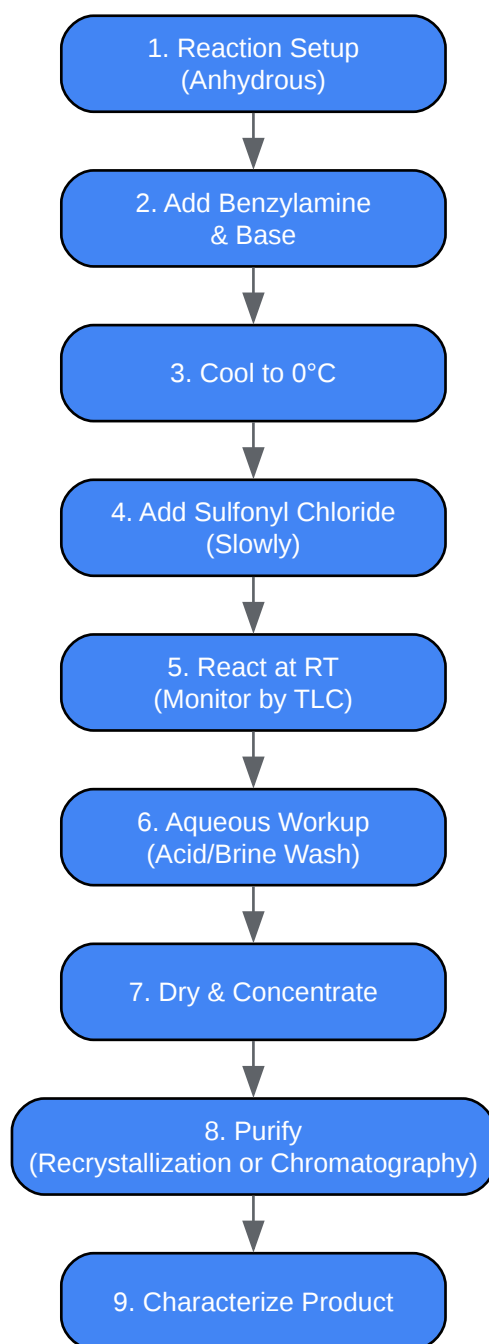 1. Reaction Setup
(Anhydrous)
2. Add Benzylamine
& Base
3. Cool to 0°C
4. Add Sulfonyl Chloride
(Slowly)
5. React at RT
(Monitor by TLC)
6. Aqueous Workup
(Acid/Brine Wash)
7. Dry & Concentrate
8. Purify
(Recrystallization or Chromatography)
9. Characterize Product